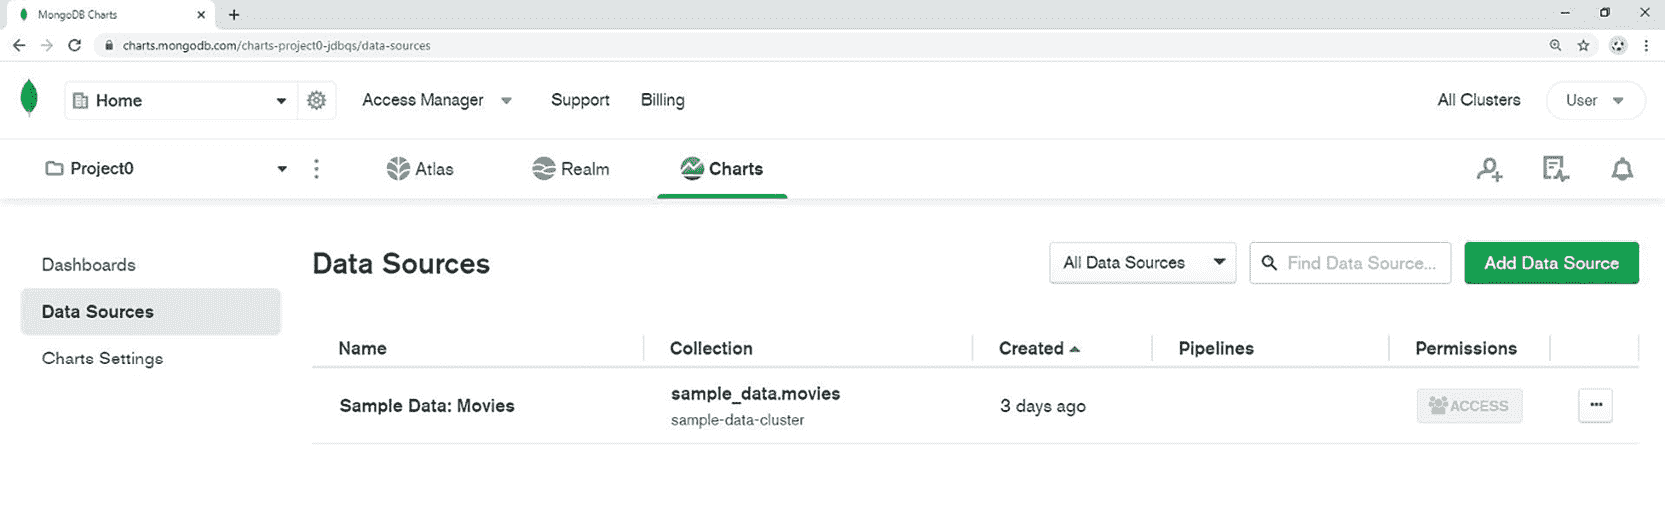 MongoDB Charts
charts.mongodb.com/charts-project0-jdbqs/data-sources
Home Access Manager Support Billing All Clusters User
Project0 Atlas Realm Charts
Dashboards
Data Sources
Charts Settings
Data Sources All Data Sources Find Data Source... Add Data Source
Name Collection Created Pipelines Permissions
Sample Data: Movies sample_data.movies 3 days ago ACCESS
sample-data-cluster